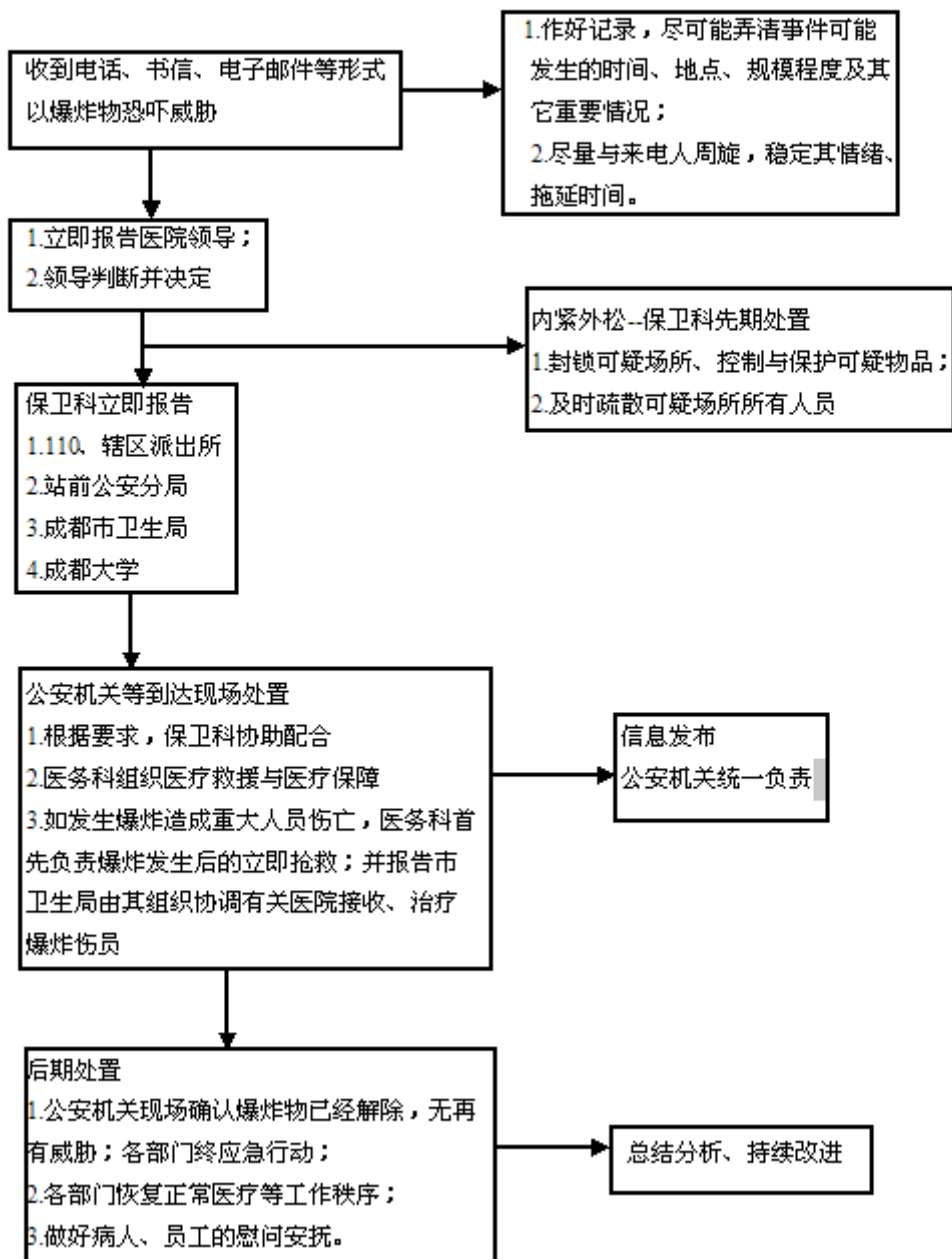 收到电话、书信、电子邮件等形式
以爆炸物恐吓威胁
1.作好记录，尽可能弄清事件可能
发生的时间、地点、规模程度及其
它重要情况；
2.尽量与来电人周旋，稳定其情绪、
拖延时间。
1.立即报告医院领导；
2.领导判断并决定
内紧外松--保卫科先期处置
1.封锁可疑场所、控制与保护可疑物品；
2.及时疏散可疑场所所有人员
保卫科立即报告
1.110、辖区派出所
2.站前公安分局
3.成都市卫生局
4.成都大学
公安机关等到达现场处置
1.根据要求，保卫科协助配合
2.医务科组织医疗救援与医疗保障
3.如发生爆炸造成重大人员伤亡，医务科首
先负责爆炸发生后的立即抢救；并报告市
卫生局由其组织协调有关医院接收、治疗
爆炸伤员
信息发布
公安机关统一负责
后期处置
1.公安机关现场确认爆炸物已经解除，无再
有威胁；各部门终应急行动；
2.各部门恢复正常医疗等工作秩序；
3.做好病人、员工的慰问安抚。
总结分析、持续改进